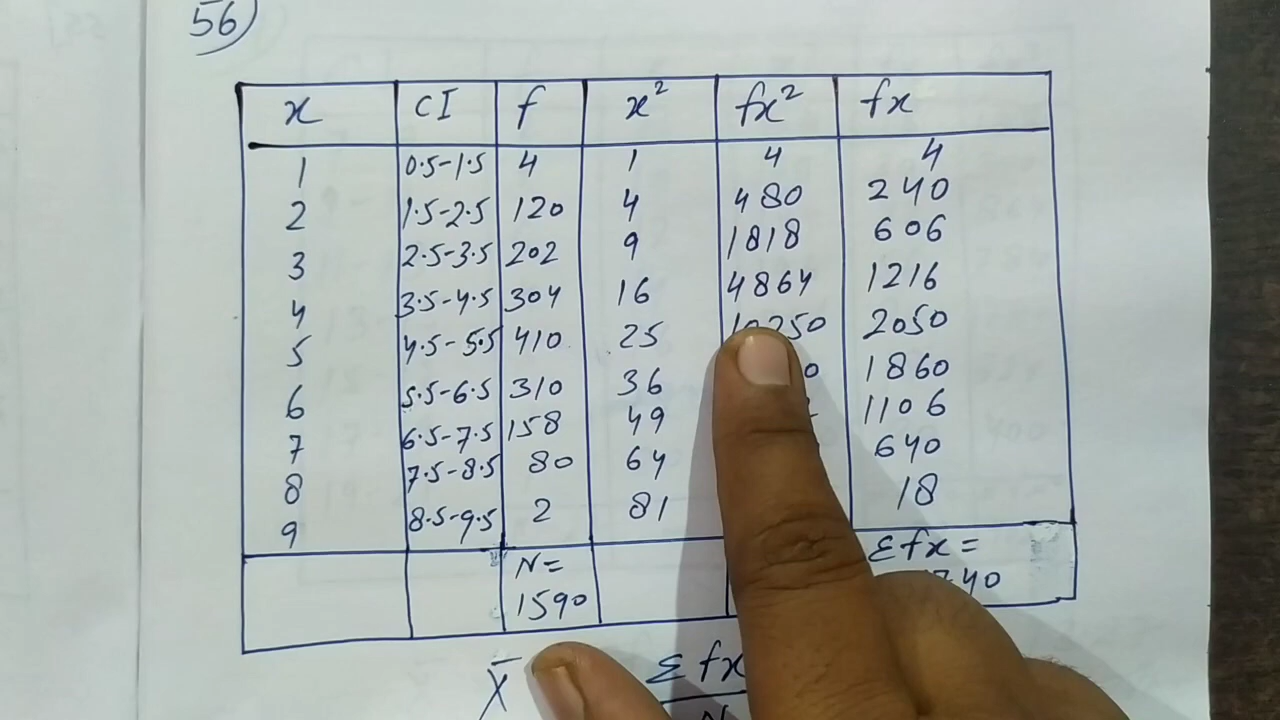 56)
x CI f x² fx² fx
1 0.5-1.5 4 1 4 4
2 1.5-2.5 120 4 480 240
3 2.5-3.5 202 9 1818 606
4 3.5-4.5 304 16 4864 1216
5 4.5-5.5 410 25 2050
6 5.5-6.5 310 36 1860
7 6.5-7.5 158 49 1106
8 7.5-8.5 80 64 640
9 8.5-9.5 2 81 18
N= Σfx=
1590
X̄ Σfx
N